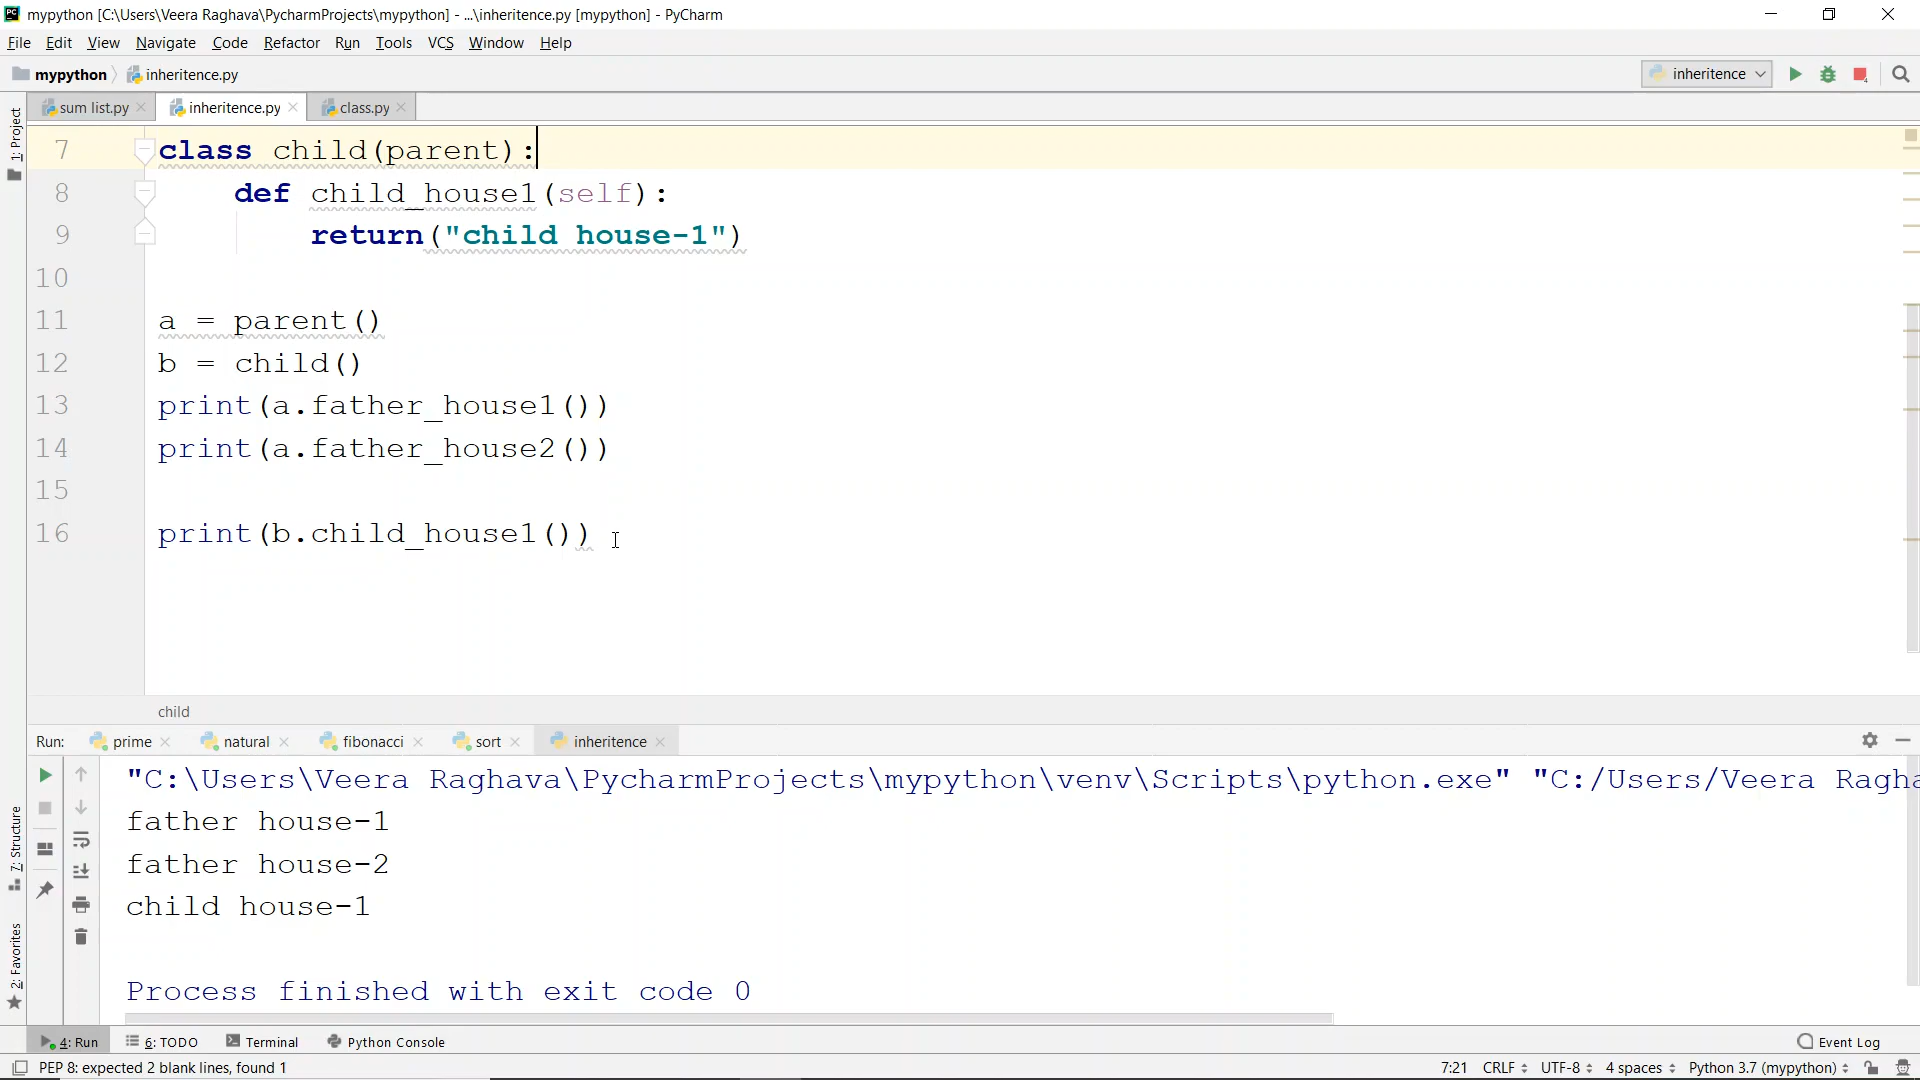 mypython [C:\Users\Veera Raghava\PycharmProjects\mypython] - ...\inheritence.py [mypython] - PyCharm
File Edit View Navigate Code Refactor Run Tools VCS Window Help
mypython inheritence.py inheritence
sum list.py inheritence.py class.py
1: Project
7 class child(parent):
8 def child_house1(self):
9 return("child house-1")
10
11 a = parent()
12 b = child()
13 print(a.father_house1())
14 print(a.father_house2())
15
16 print(b.child_house1())
child
Run: prime natural fibonacci sort inheritence
"C:\Users\Veera Raghava\PycharmProjects\mypython\venv\Scripts\python.exe" "C:/Users/Veera Ragha
father house-1
father house-2
child house-1
Process finished with exit code 0
7: Structure
2: Favorites
4: Run 6: TODO Terminal Python Console Event Log
PEP 8: expected 2 blank lines, found 1 7:21 CRLF UTF-8 4 spaces Python 3.7 (mypython)